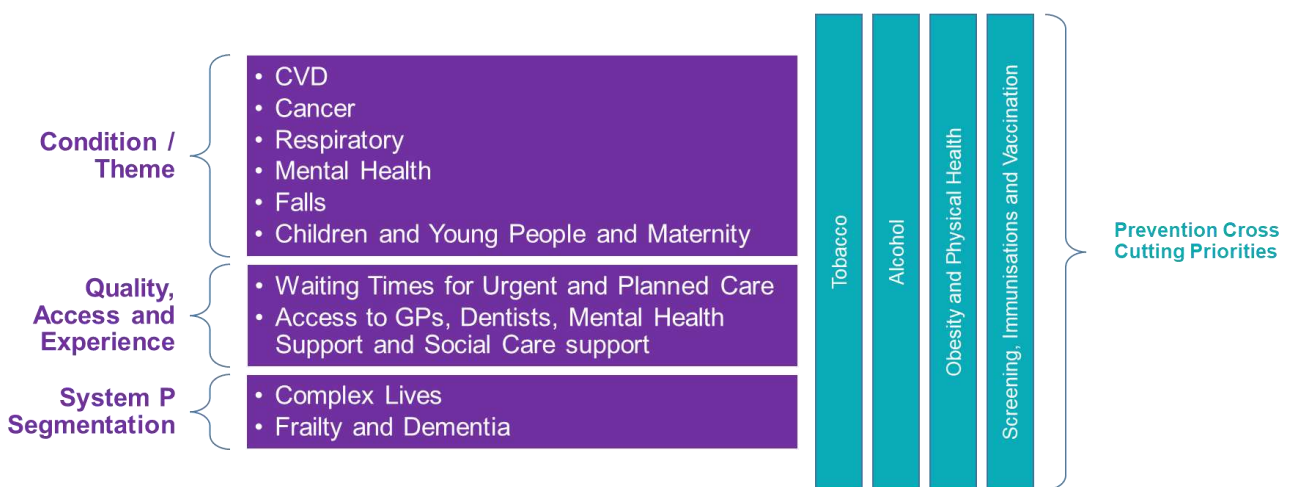 Condition /
Theme
• CVD
• Cancer
• Respiratory
• Mental Health
• Falls
• Children and Young People and Maternity
Quality,
Access and
Experience
• Waiting Times for Urgent and Planned Care
• Access to GPs, Dentists, Mental Health
Support and Social Care support
System P
Segmentation
• Complex Lives
• Frailty and Dementia
Tobacco
Alcohol
Obesity and Physical Health
Screening, Immunisations and Vaccination
Prevention Cross
Cutting Priorities